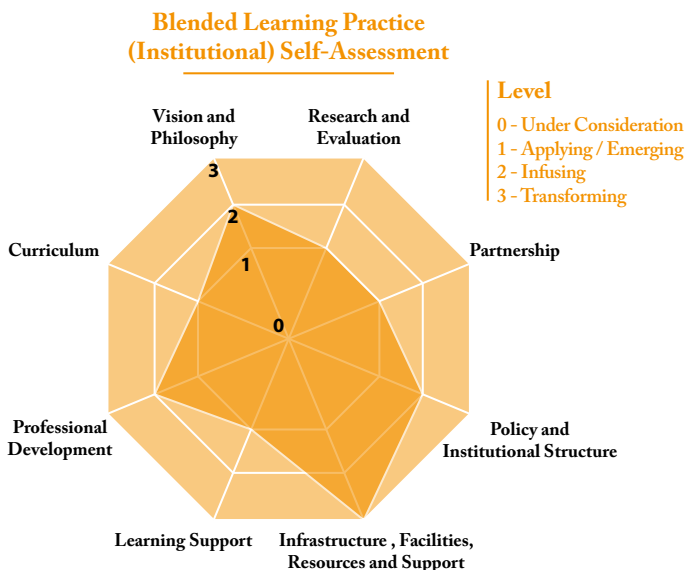 Blended Learning Practice
(Institutional) Self-Assessment
Level
0 - Under Consideration
1 - Applying / Emerging
2 - Infusing
3 - Transforming
Vision and
Philosophy
Research and
Evaluation
3
2
1
0
Curriculum
Partnership
Professional
Development
Policy and
Institutional Structure
Learning Support
Infrastructure , Facilities,
Resources and Support